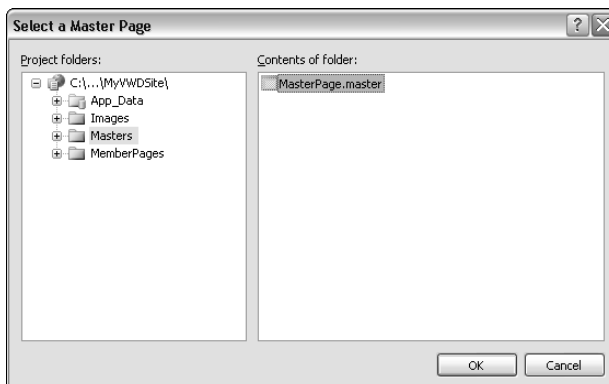 Select a Master Page
Project folders:
Contents of folder:
C:\...\MyVWDSite\
App_Data
Images
Masters
MemberPages
MasterPage.master
OK
Cancel